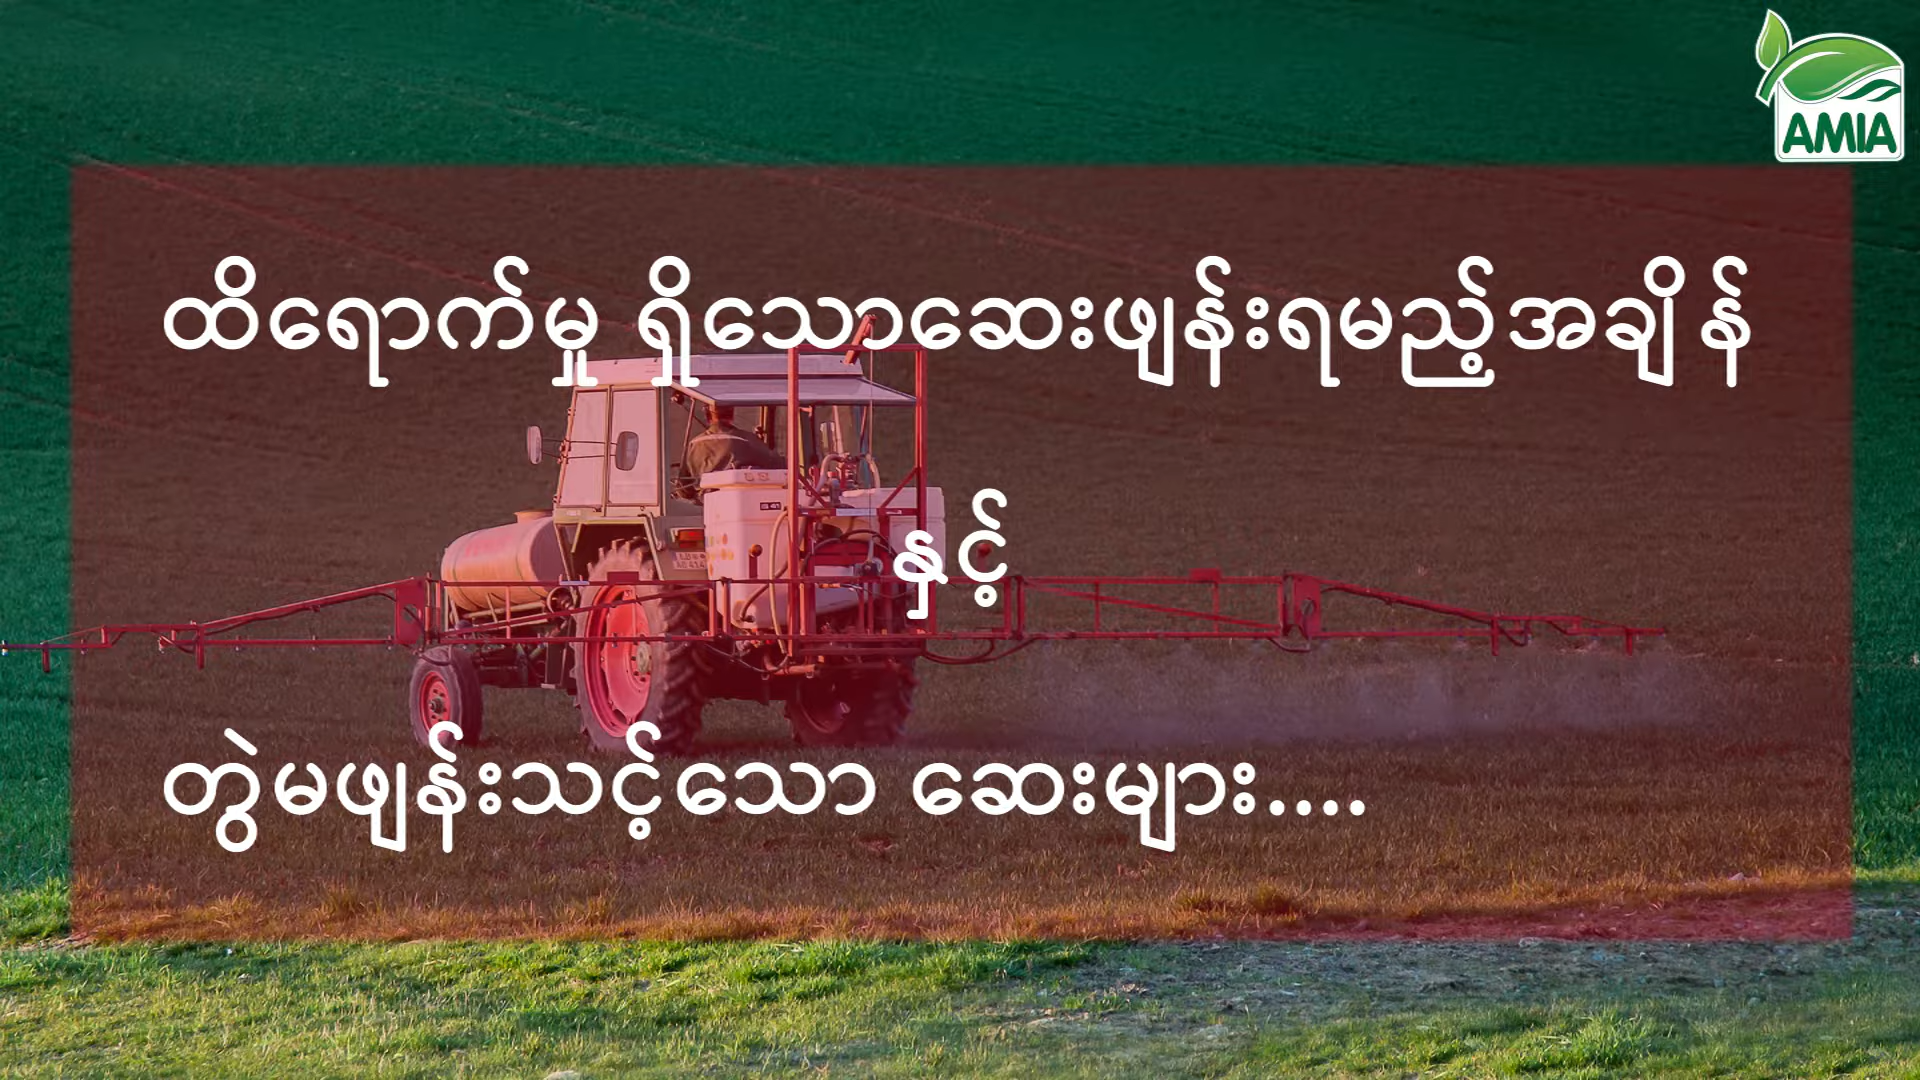 AMIA
ထိရောက်မှု ရှိသောဆေးဖျန်းရမည့်အချိန်
နှင့်
တွဲမဖျန်းသင့်သော ဆေးများ....